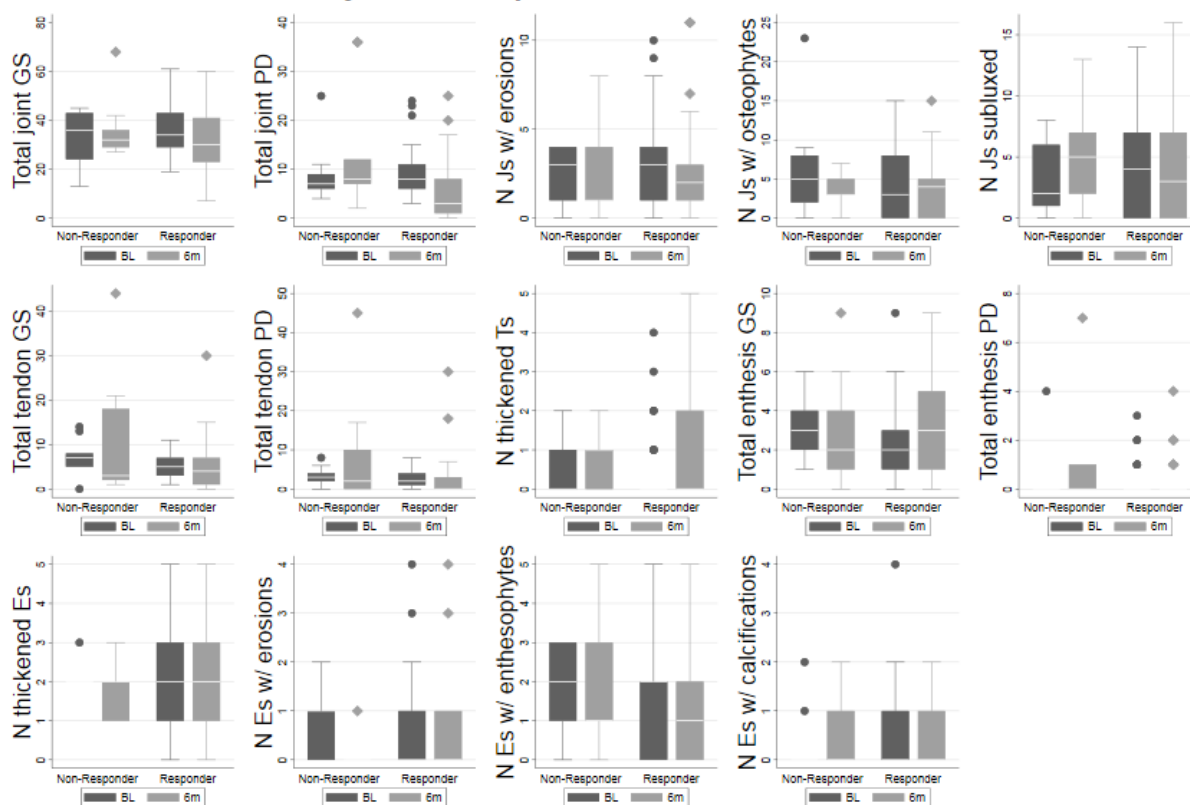 Total joint GS
80
60
40
20
0
Non-Responder Responder
BL 6m
Total joint PD
40
30
20
10
0
Non-Responder Responder
BL 6m
N Js w/ erosions
10
5
0
Non-Responder Responder
BL 6m
N Js w/ osteophytes
25
20
15
10
5
0
Non-Responder Responder
BL 6m
N Js subluxed
15
10
5
0
Non-Responder Responder
BL 6m
Total tendon GS
40
30
20
10
0
Non-Responder Responder
BL 6m
Total tendon PD
50
40
30
20
10
0
Non-Responder Responder
BL 6m
N thickened Ts
5
4
3
2
1
0
Non-Responder Responder
BL 6m
Total enthesis GS
10
8
6
4
2
0
Non-Responder Responder
BL 6m
Total enthesis PD
8
6
4
2
0
Non-Responder Responder
BL 6m
N thickened Es
5
4
3
2
1
0
Non-Responder Responder
BL 6m
N Es w/ erosions
4
3
2
1
0
Non-Responder Responder
BL 6m
N Es w/ enthesophytes
5
4
3
2
1
0
Non-Responder Responder
BL 6m
N Es w/ calcifications
4
3
2
1
0
Non-Responder Responder
BL 6m